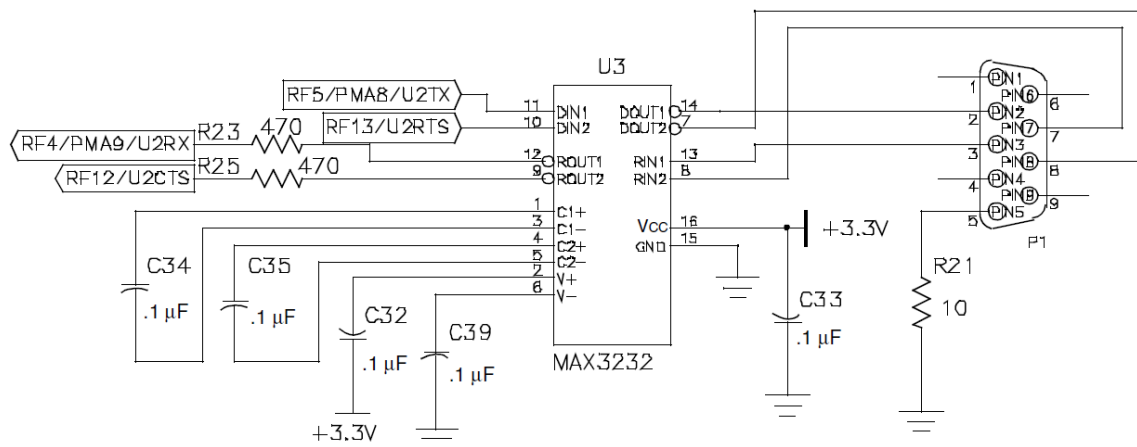 U3
RF5/PMA8/U2TX
11
DIN1
DOUT1
14
RF13/U2RTS
10
DIN2
DOUT2
7
RF4/PMA9/U2RX
R23
470
12
ROUT1
RIN1
13
RF12/U2CTS
R25
470
9
ROUT2
RIN2
8
1
C1+
3
C1-
4
C2+
5
C2-
2
V+
6
V-
VCC
16
GND
15
+3.3V
MAX3232
C34
.1 µF
C35
.1 µF
C32
.1 µF
+3.3V
C39
.1 µF
C33
.1 µF
1
PIN1
PIN6
6
2
PIN2
PIN7
7
3
PIN3
PIN8
8
4
PIN4
PIN9
9
5
PIN5
P1
R21
10